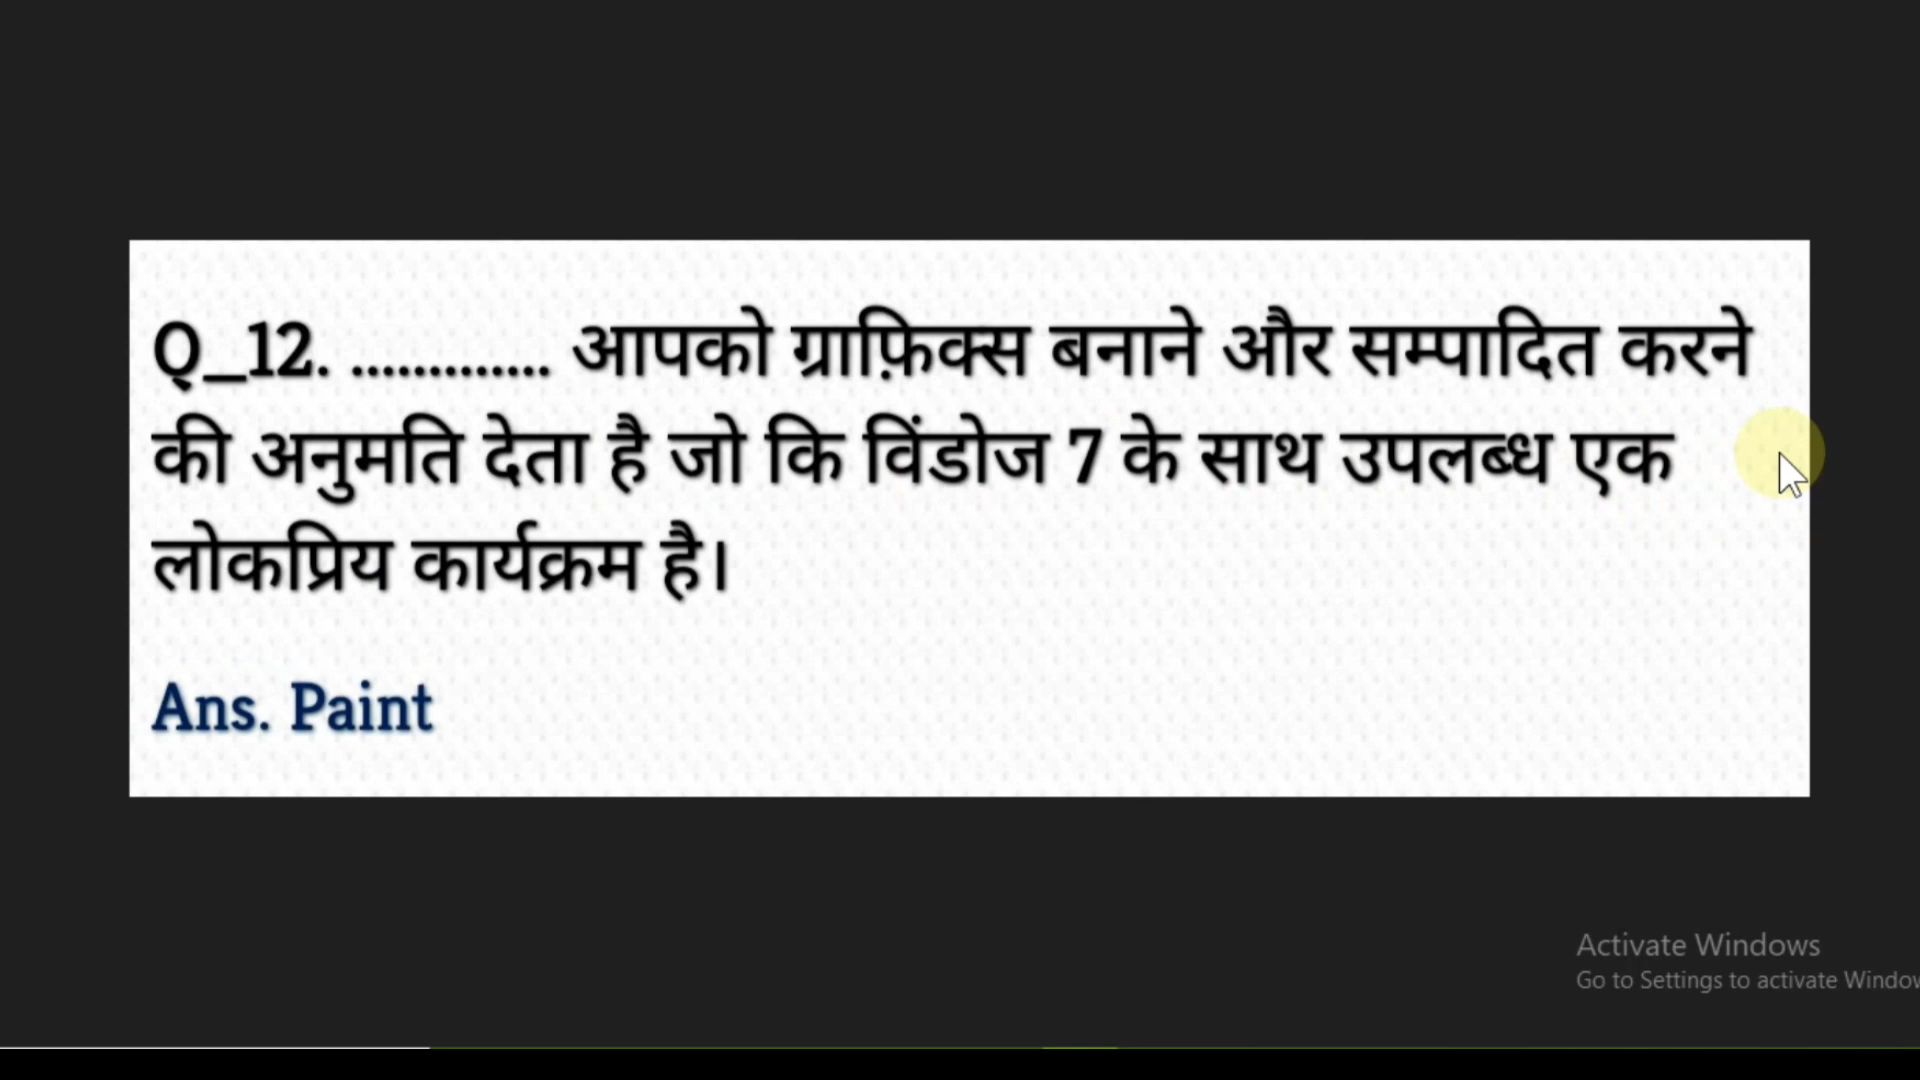 Q_12. ............. आपको ग्राफ़िक्स बनाने और सम्पादित करने
की अनुमति देता है जो कि विंडोज 7 के साथ उपलब्ध एक
लोकप्रिय कार्यक्रम है।
Ans. Paint
Activate Windows
Go to Settings to activate Window